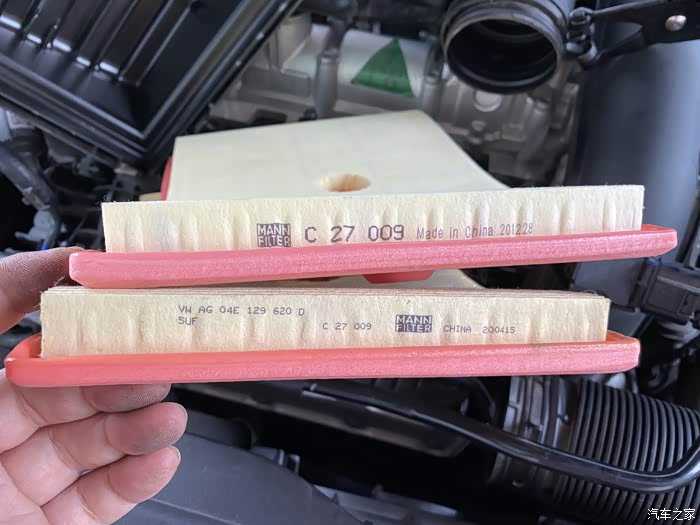 MANN FILTER C 27 009 Made in China 201228
VW AG 04E 129 620 D
SUF C 27 009 MANN FILTER CHINA 200415
汽车之家